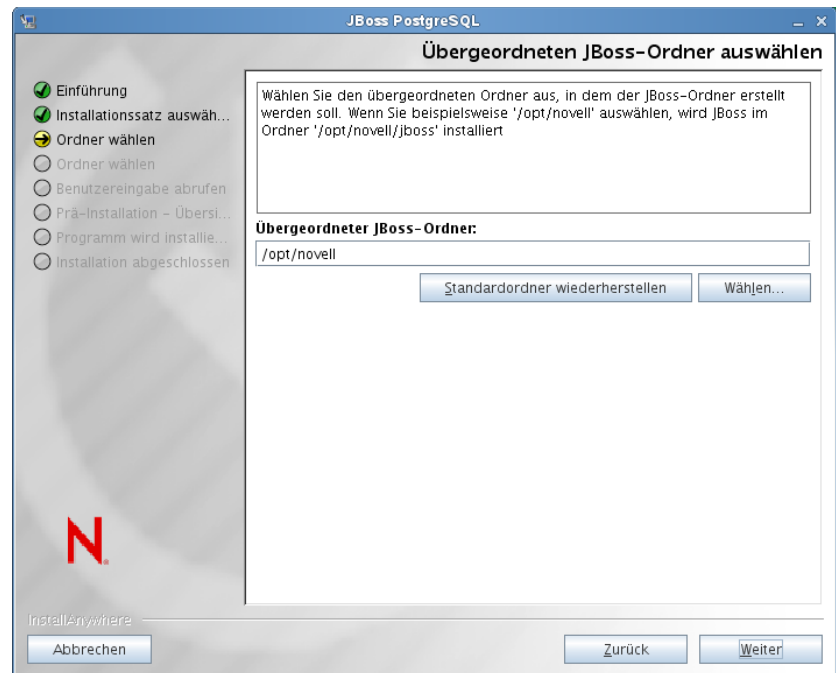 JBoss PostgreSQL
Übergeordneten JBoss-Ordner auswählen
Einführung
Installationssatz auswäh...
Ordner wählen
Ordner wählen
Benutzereingabe abrufen
Prä-Installation - Übersi...
Programm wird installie...
Installation abgeschlossen
Wählen Sie den übergeordneten Ordner aus, in dem der JBoss-Ordner erstellt
werden soll. Wenn Sie beispielsweise '/opt/novell' auswählen, wird JBoss im
Ordner '/opt/novell/jboss' installiert
Übergeordneter JBoss-Ordner:
/opt/novell
Standardordner wiederherstellen
Wählen...
N
InstallAnywhere
Abbrechen
Zurück
Weiter